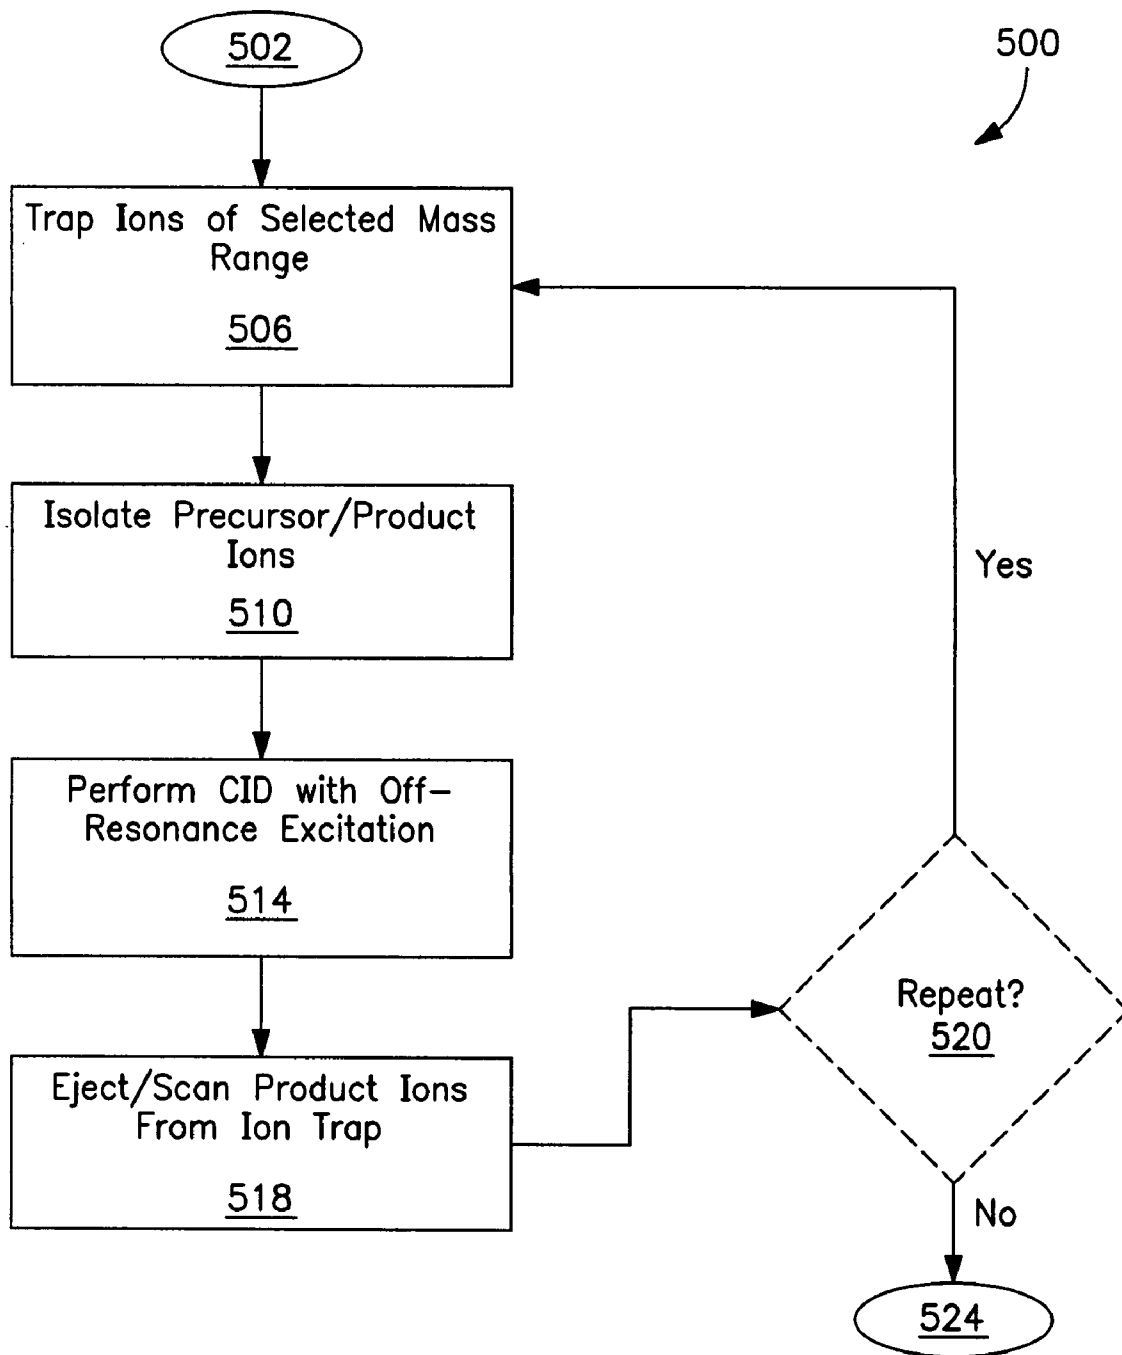 502
500
Trap Ions of Selected Mass
Range
506
Isolate Precursor/Product
Ions
510
Yes
Perform CID with Off-
Resonance Excitation
514
Repeat?
520
Eject/Scan Product Ions
From Ion Trap
518
No
524